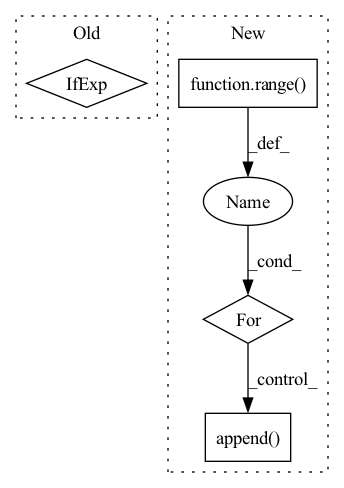 Old
New
IfExp
function.range()
_def_
Name
_cond_
For
_control_
append()